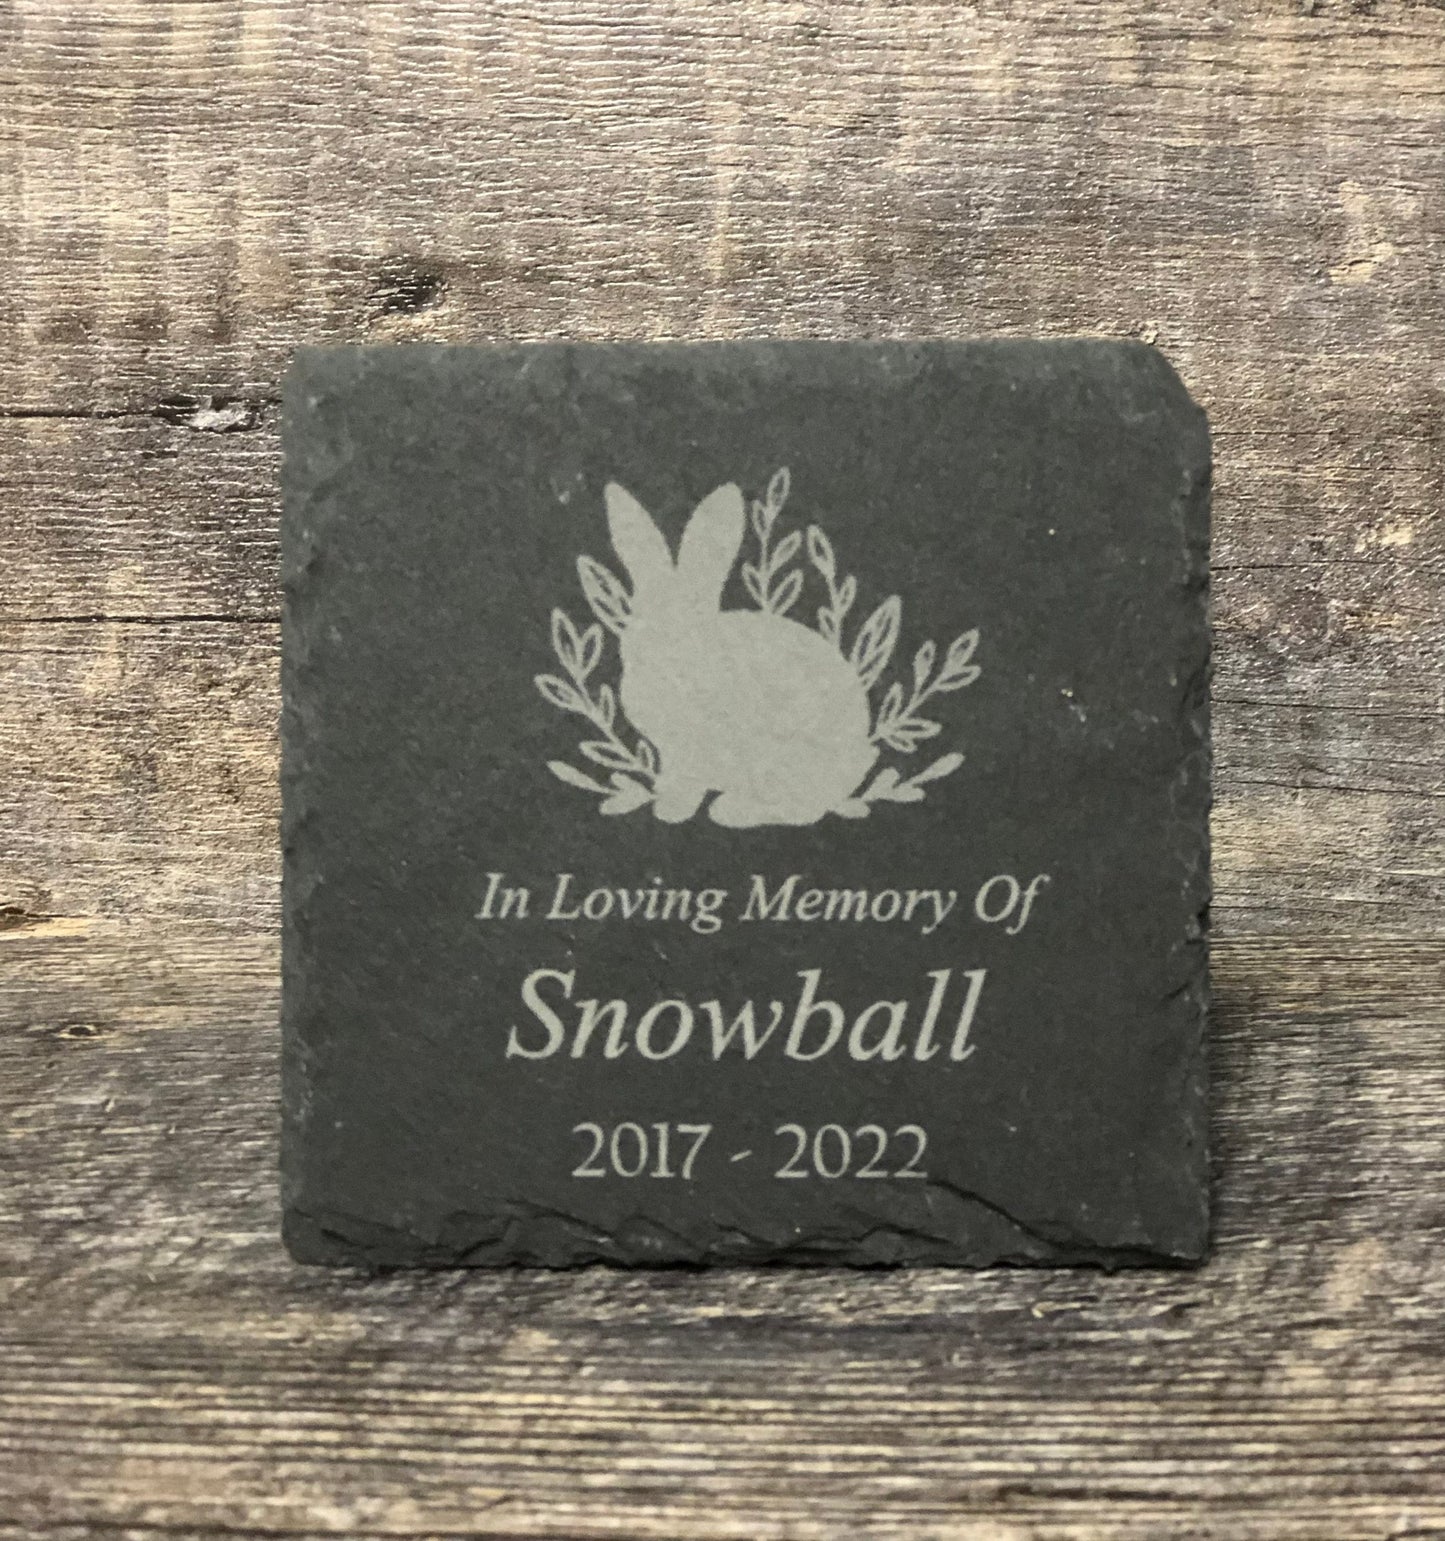 In Loving Memory Of
Snowball
2017 - 2022